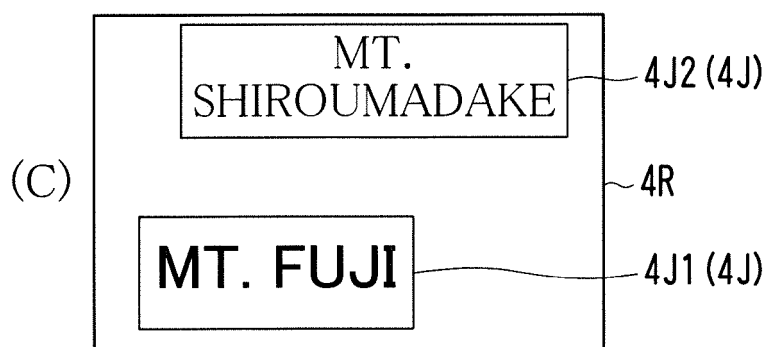 MT.
SHIROUMADAKE
4J2(4J)
(C)
4R
MT. FUJI
4J1(4J)